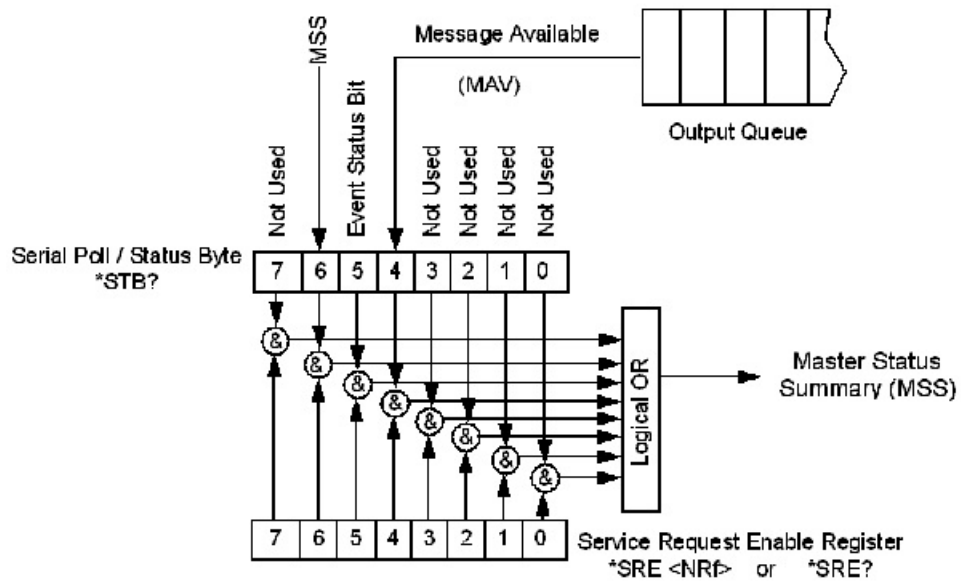 MSS
Message Available
(MAV)
Output Queue
Not Used
Event Status Bit
Not Used
Not Used
Not Used
Not Used
Serial Poll / Status Byte
*STB?
7 6 5 4 3 2 1 0
&
&
&
&
&
&
&
&
Logical OR
Master Status
Summary (MSS)
7 6 5 4 3 2 1 0
Service Request Enable Register
*SRE <NRf> or *SRE?